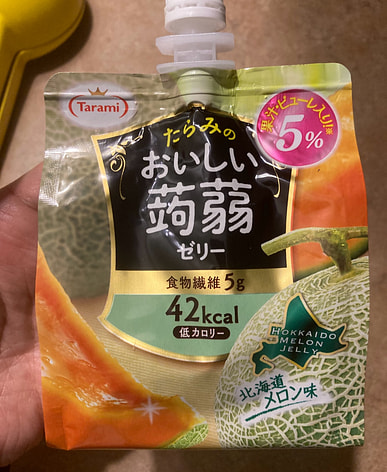 Tarami
果汁・ピューレ入り!※
5%
たらみの
おいしい
蒟蒻
ゼリー
食物繊維5g
42kcal
低カロリー
HOKKAIDO
MELON
JELLY
北海道
メロン味